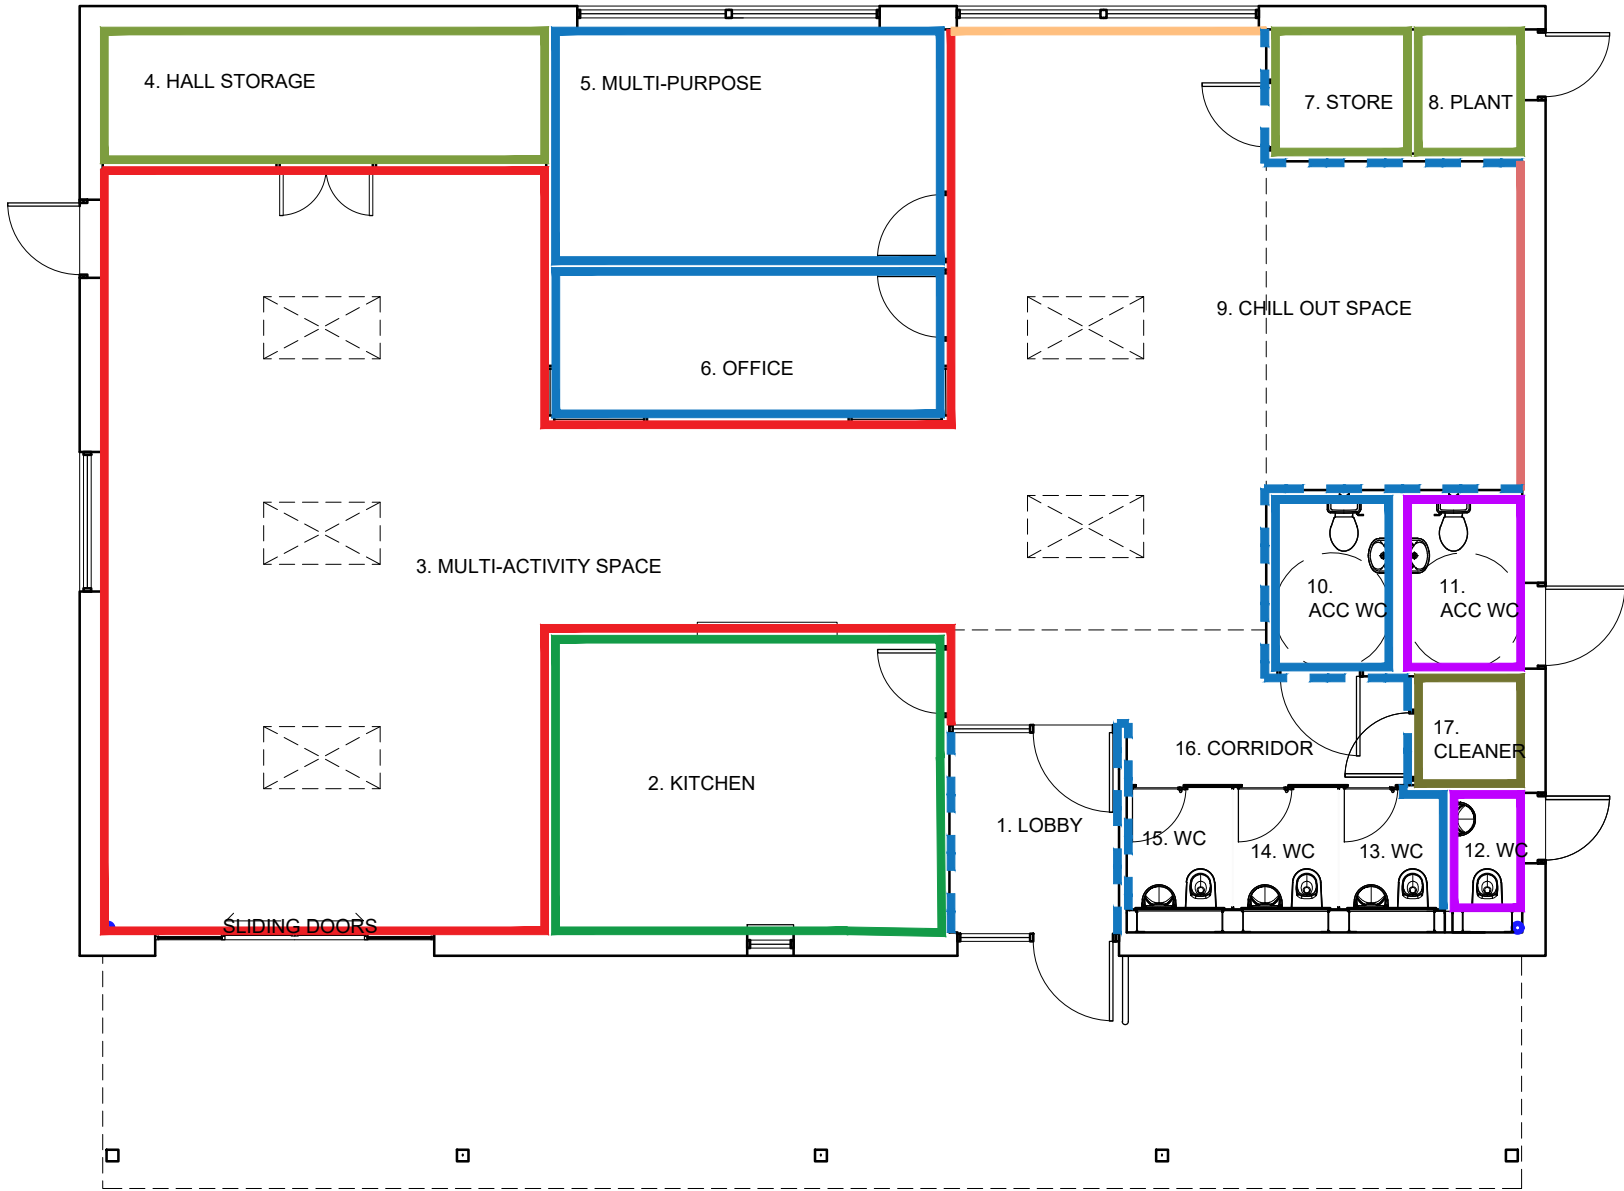 4. HALL STORAGE
5. MULTI-PURPOSE
7. STORE
8. PLANT
9. CHILL OUT SPACE
6. OFFICE
3. MULTI-ACTIVITY SPACE
10.
ACC WC
11.
ACC WC
16. CORRIDOR
17.
CLEANER
2. KITCHEN
1. LOBBY
15. WC
14. WC
13. WC
12. WC
SLIDING DOORS